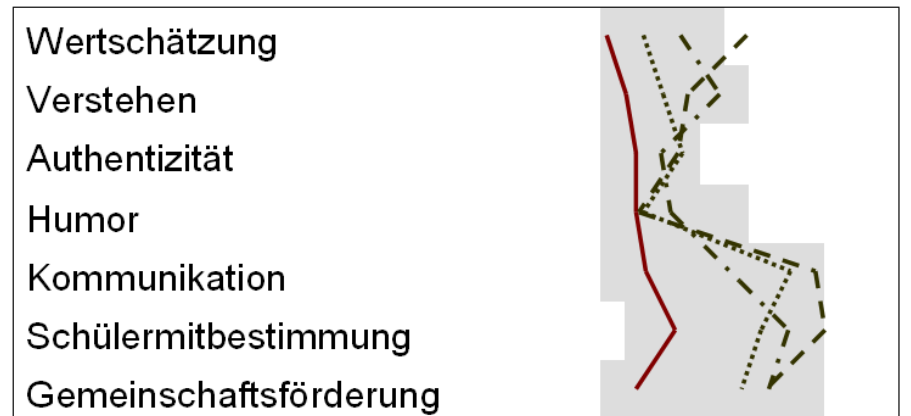 Wertschätzung
Verstehen
Authentizität
Humor
Kommunikation
Schülermitbestimmung
Gemeinschaftsförderung